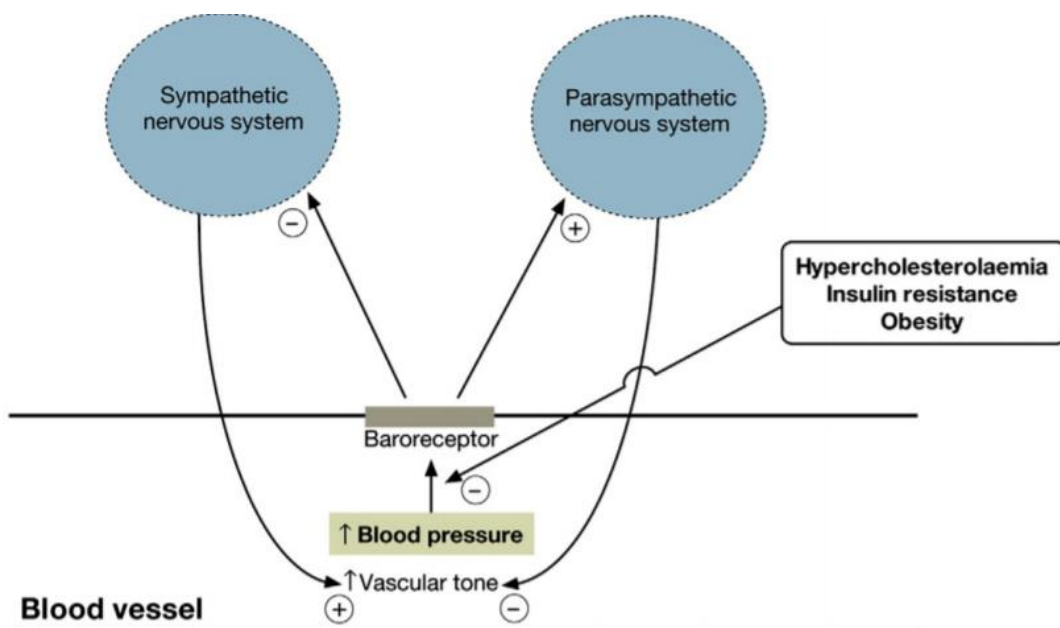 Sympathetic
nervous system
Parasympathetic
nervous system
−
+
Hypercholesterolaemia
Insulin resistance
Obesity
Baroreceptor
−
↑ Blood pressure
↑Vascular tone
+
−
Blood vessel